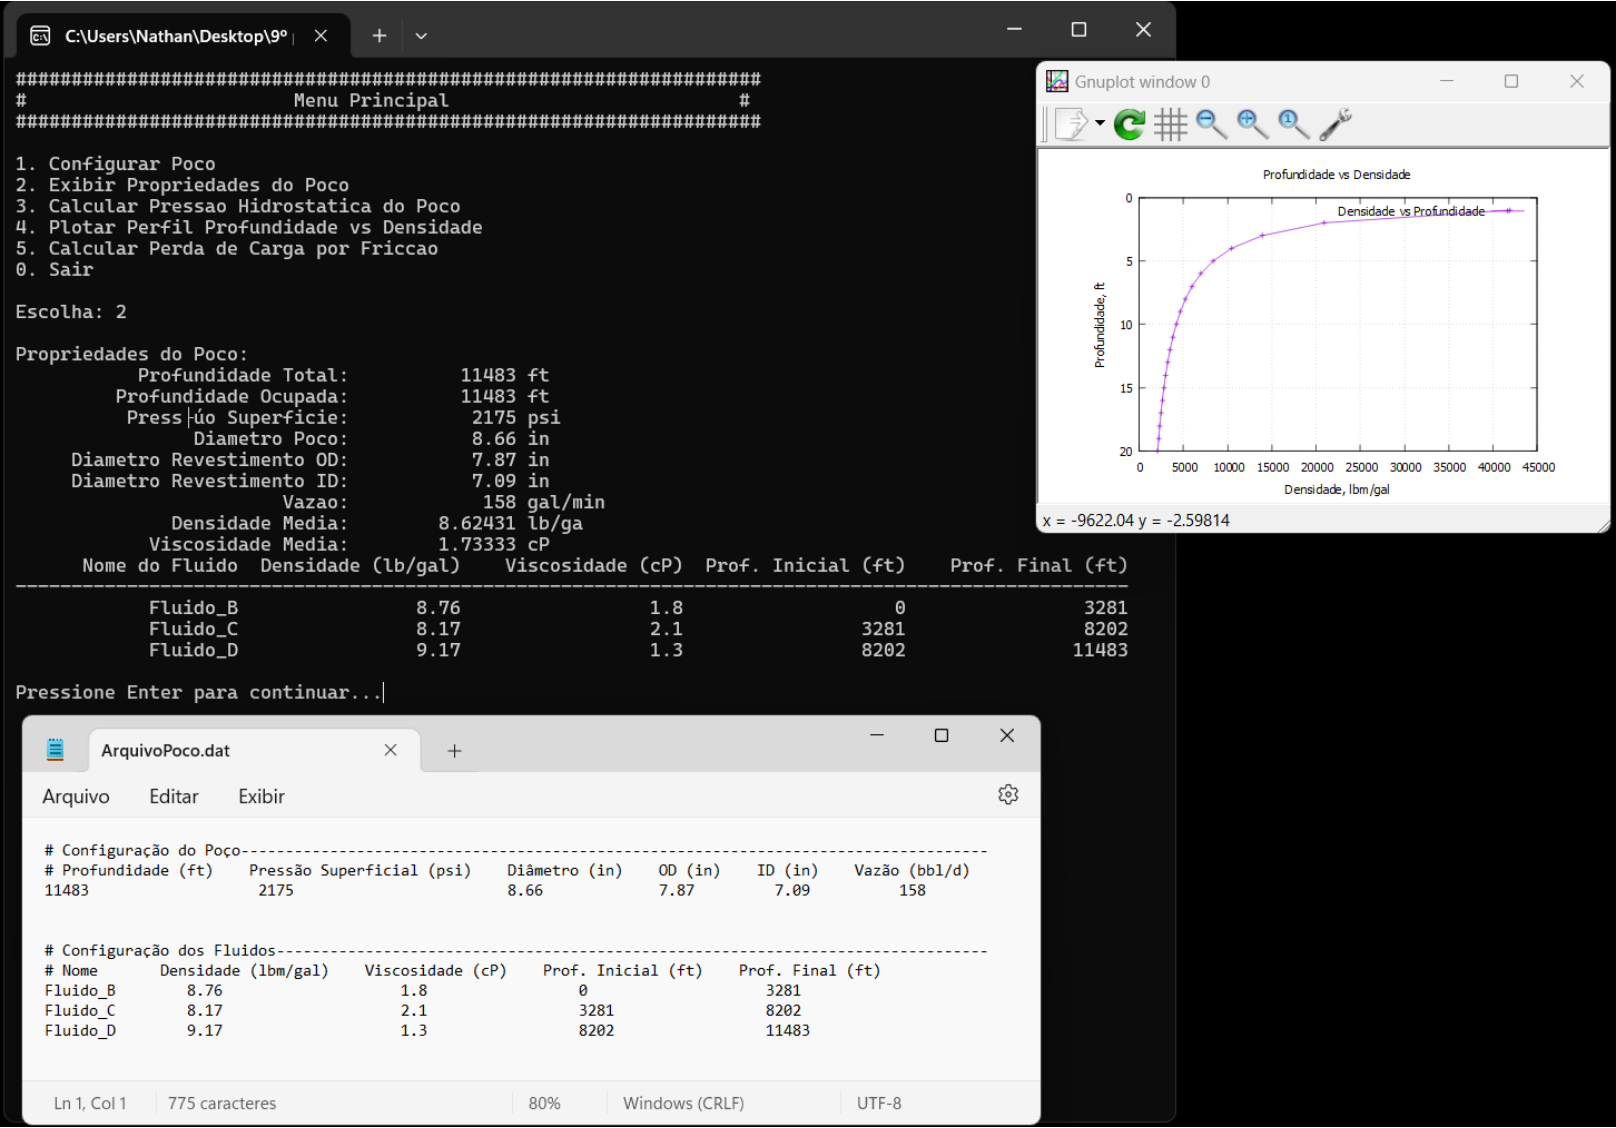 C:\Users\Nathan\Desktop\9º
###################################################################
#                        Menu Principal                          #
###################################################################
1. Configurar Poco
2. Exibir Propriedades do Poco
3. Calcular Pressao Hidrostatica do Poco
4. Plotar Perfil Profundidade vs Densidade
5. Calcular Perda de Carga por Friccao
0. Sair
Escolha: 2
Propriedades do Poco:
Profundidade Total: 11483 ft
Profundidade Ocupada: 11483 ft
Press├úo Superficie: 2175 psi
Diametro Poco: 8.66 in
Diametro Revestimento OD: 7.87 in
Diametro Revestimento ID: 7.09 in
Vazao: 158 gal/min
Densidade Media: 8.62431 lb/ga
Viscosidade Media: 1.73333 cP
Nome do Fluido Densidade (lb/gal) Viscosidade (cP) Prof. Inicial (ft) Prof. Final (ft)
----------------------------------------------------------------------------------------------------
Fluido_B 8.76 1.8 0 3281
Fluido_C 8.17 2.1 3281 8202
Fluido_D 9.17 1.3 8202 11483
Pressione Enter para continuar...
Gnuplot window 0
Profundidade vs Densidade
Densidade vs Profundidade
Profundidade, ft
0
5
10
15
20
0 5000 10000 15000 20000 25000 30000 35000 40000 45000
Densidade, lbm/gal
x = -9622.04 y = -2.59814
ArquivoPoco.dat
Arquivo Editar Exibir
# Configuração do Poço------------------------------------------------------------------------------------
# Profundidade (ft) Pressão Superficial (psi) Diâmetro (in) OD (in) ID (in) Vazão (bbl/d)
11483 2175 8.66 7.87 7.09 158
# Configuração dos Fluidos--------------------------------------------------------------------------------
# Nome Densidade (lbm/gal) Viscosidade (cP) Prof. Inicial (ft) Prof. Final (ft)
Fluido_B 8.76 1.8 0 3281
Fluido_C 8.17 2.1 3281 8202
Fluido_D 9.17 1.3 8202 11483
Ln 1, Col 1 775 caracteres 80% Windows (CRLF) UTF-8